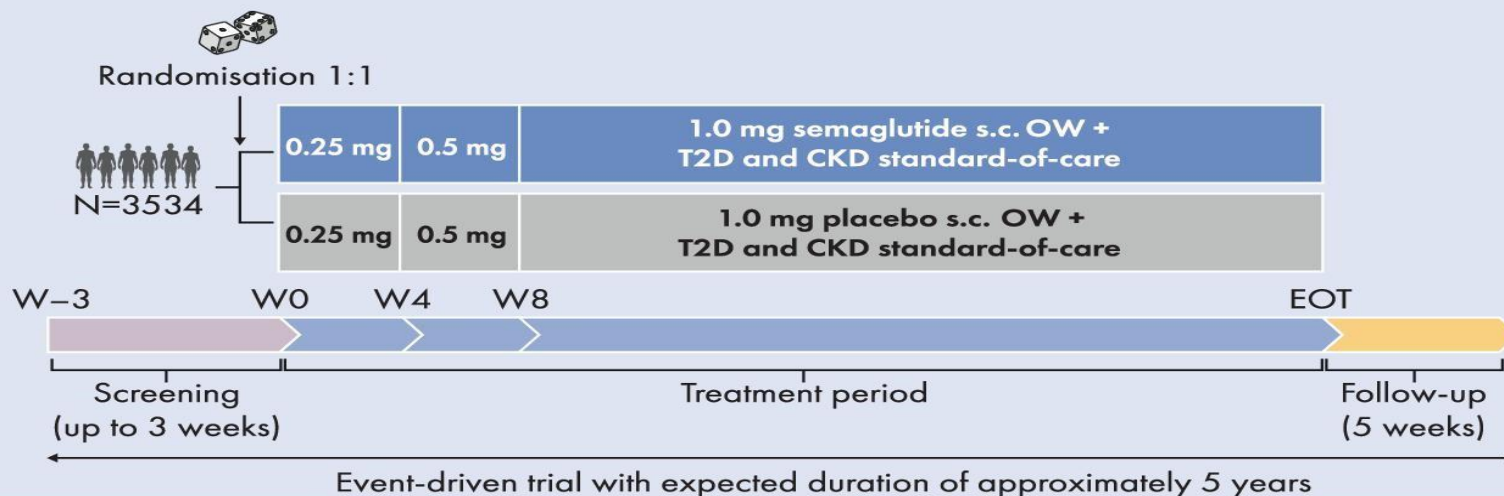 Randomisation 1:1
N=3534
0.25 mg
0.5 mg
1.0 mg semaglutide s.c. OW +
T2D and CKD standard-of-care
0.25 mg
0.5 mg
1.0 mg placebo s.c. OW +
T2D and CKD standard-of-care
W–3
W0
W4
W8
EOT
Screening
(up to 3 weeks)
Treatment period
Follow-up
(5 weeks)
Event-driven trial with expected duration of approximately 5 years